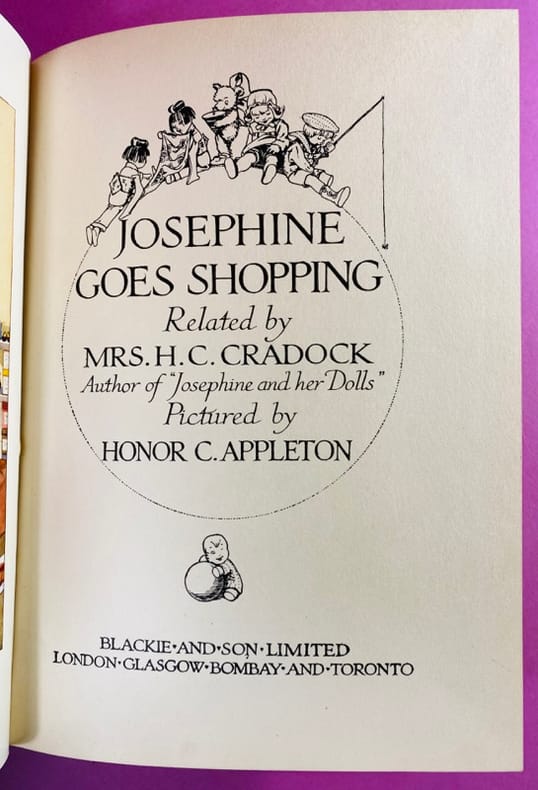 JOSEPHINE
GOES SHOPPING
Related by
MRS. H. C. CRADOCK
Author of "Josephine and her Dolls"
Pictured by
HONOR C. APPLETON
BLACKIE·AND·SON·LIMITED
LONDON·GLASGOW·BOMBAY·AND·TORONTO